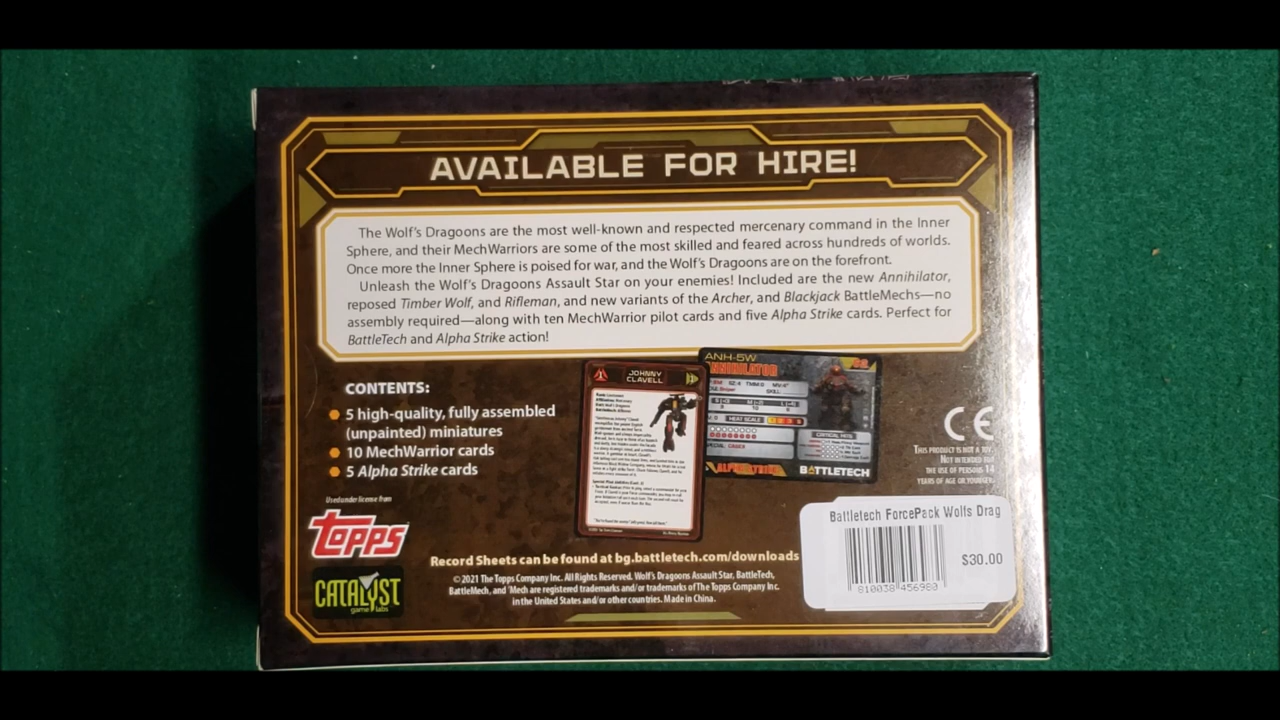 AVAILABLE FOR HIRE!
The Wolf's Dragoons are the most well-known and respected mercenary command in the Inner
Sphere, and their MechWarriors are some of the most skilled and feared across hundreds of worlds.
Once more the Inner Sphere is poised for war, and the Wolf's Dragoons are on the forefront.
Unleash the Wolf's Dragoons Assault Star on your enemies! Included are the new Annihilator,
reposed Timber Wolf, and Rifleman, and new variants of the Archer, and Blackjack BattleMechs—no
assembly required—along with ten MechWarrior pilot cards and five Alpha Strike cards. Perfect for
BattleTech and Alpha Strike action!
CONTENTS:
5 high-quality, fully assembled
(unpainted) miniatures
10 MechWarrior cards
5 Alpha Strike cards
JOHNNY
CLAVELL
ANH-5W
ANNIHILATOR
HEAT SCALE
CRITICAL HITS
ALPHA STRIKE
BATTLETECH
CE
THIS PRODUCT IS NOT A TOY.
NOT INTENDED FOR
THE USE OF PERSONS 14
YEARS OF AGE OR YOUNGER.
Used under license from
TOPPS
CATALYST
game labs
Record Sheets can be found at bg.battletech.com/downloads
©2021 The Topps Company Inc. All Rights Reserved. Wolf's Dragoons Assault Star, BattleTech,
BattleMech, and 'Mech are registered trademarks and/or trademarks of The Topps Company Inc.
in the United States and/or other countries. Made in China.
Battletech ForcePack Wolfs Drag
$30.00
810038 456980